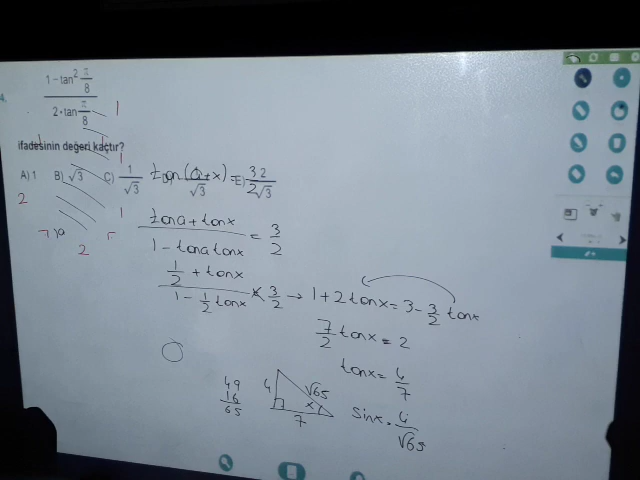 4.
1-tan² π/8
2•tan π/8
ifadesinin değeri kaçtır?
A) 1 B) √3 C) 1/√3 E) 2√3
tan(a+x) = 3/2
tana + tanx / 1 - tana tanx = 3/2
1/2 + tanx / 1 - 1/2 tanx = 3/2 → 1+2tanx = 3 - 3/2 tanx
7/2 tanx = 2
tanx = 4/7
49
16
65
4 √65 x 7
sinx = 4/√65